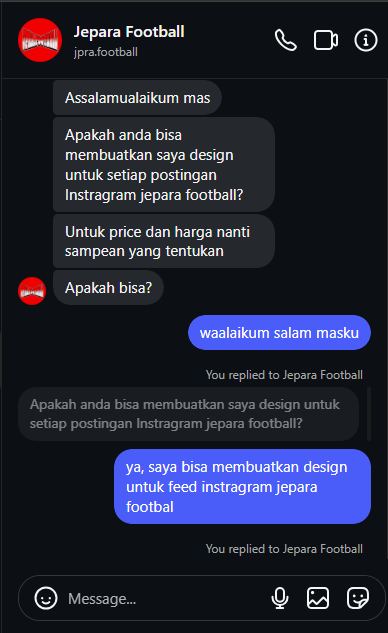 Jepara Football
jpra.football
Assalamualaikum mas
Apakah anda bisa
membuatkan saya design
untuk setiap postingan
Instragram jepara football?
Untuk price dan harga nanti
sampean yang tentukan
Apakah bisa?
waalaikum salam masku
You replied to Jepara Football
Apakah anda bisa membuatkan saya design untuk
setiap postingan Instragram jepara football?
ya, saya bisa membuatkan design
untuk feed instragram jepara
footbal
You replied to Jepara Football
Message...